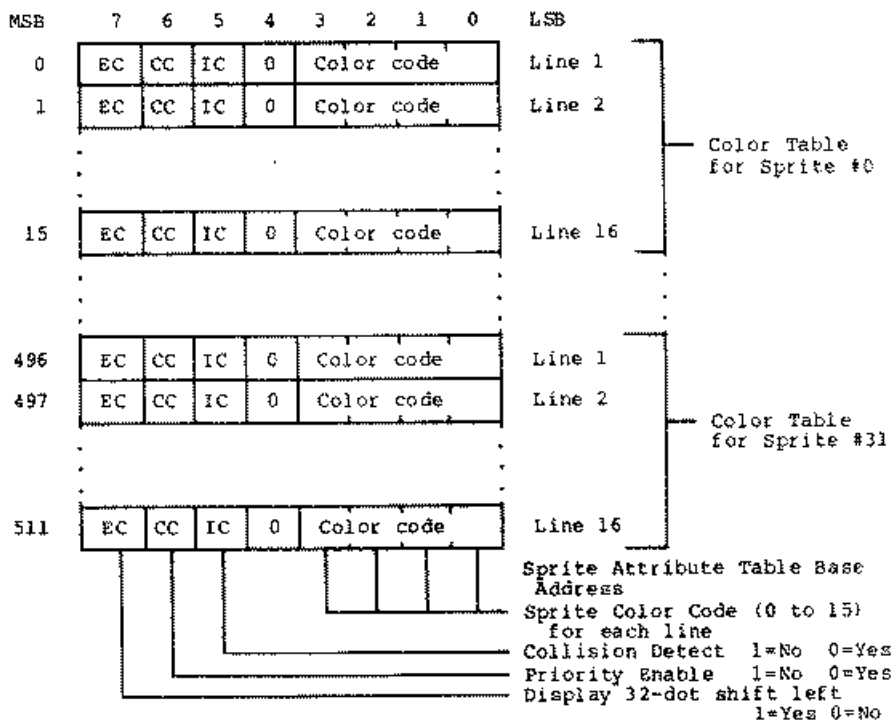 MSB 7 6 5 4 3 2 1 0 LSB
0 EC CC IC 0 Color code Line 1
1 EC CC IC 0 Color code Line 2
Color Table
for Sprite #0
15 EC CC IC 0 Color code Line 16
496 EC CC IC 0 Color code Line 1
497 EC CC IC 0 Color code Line 2
Color Table
for Sprite #31
511 EC CC IC 0 Color code Line 16
Sprite Attribute Table Base
Address
Sprite Color Code (0 to 15)
for each line
Collision Detect 1=No 0=Yes
Priority Enable 1=No 0=Yes
Display 32-dot shift left
1=Yes 0=No